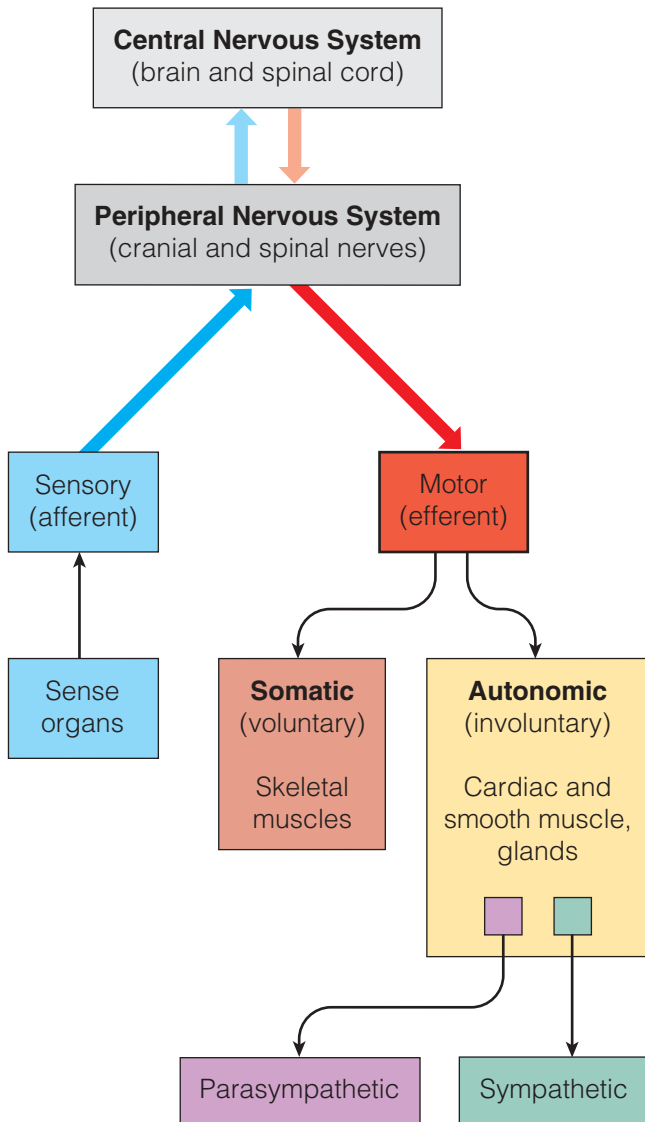 Central Nervous System
(brain and spinal cord)
Peripheral Nervous System
(cranial and spinal nerves)
Sensory
(afferent)
Motor
(efferent)
Sense
organs
Somatic
(voluntary)
Skeletal
muscles
Autonomic
(involuntary)
Cardiac and
smooth muscle,
glands
Parasympathetic
Sympathetic